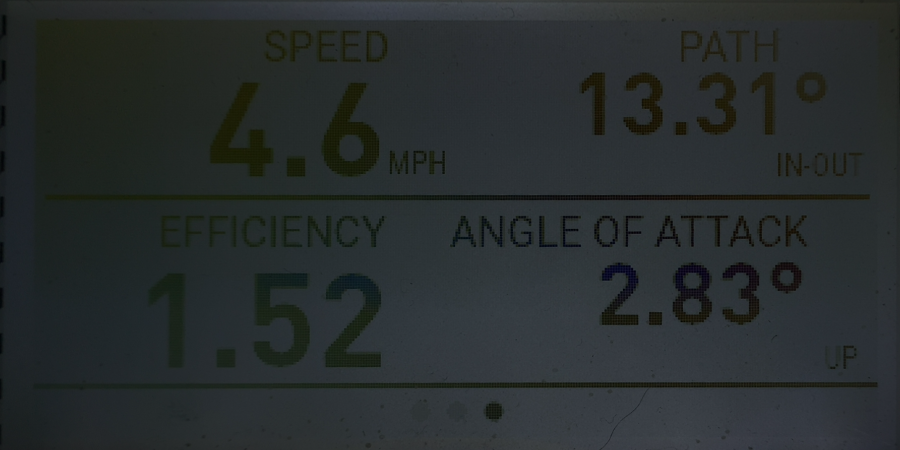 SPEED
4.6 MPH
PATH
13.31°
IN-OUT
EFFICIENCY
1.52
ANGLE OF ATTACK
2.83°
UP